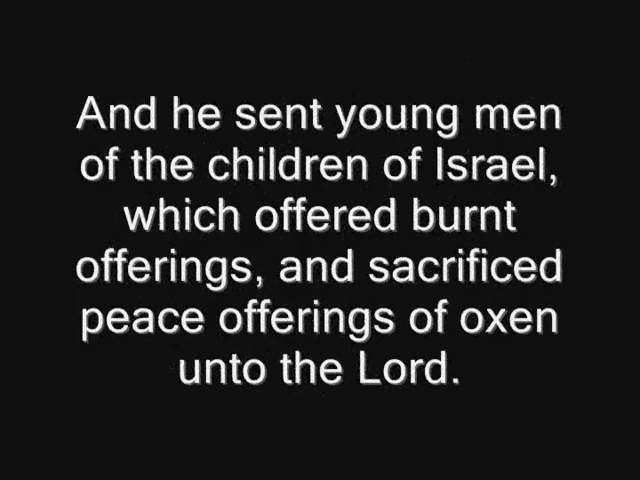 And he sent young men
of the children of Israel,
which offered burnt
offerings, and sacrificed
peace offerings of oxen
unto the Lord.